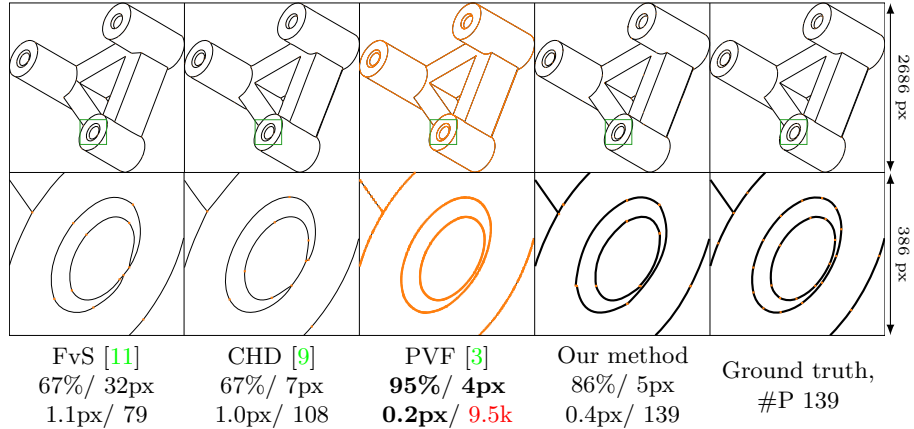 2686 px
386 px
FvS [11]
67%/ 32px
1.1px/ 79
CHD [9]
67%/ 7px
1.0px/ 108
PVF [3]
95%/ 4px
0.2px/ 9.5k
Our method
86%/ 5px
0.4px/ 139
Ground truth,
#P 139